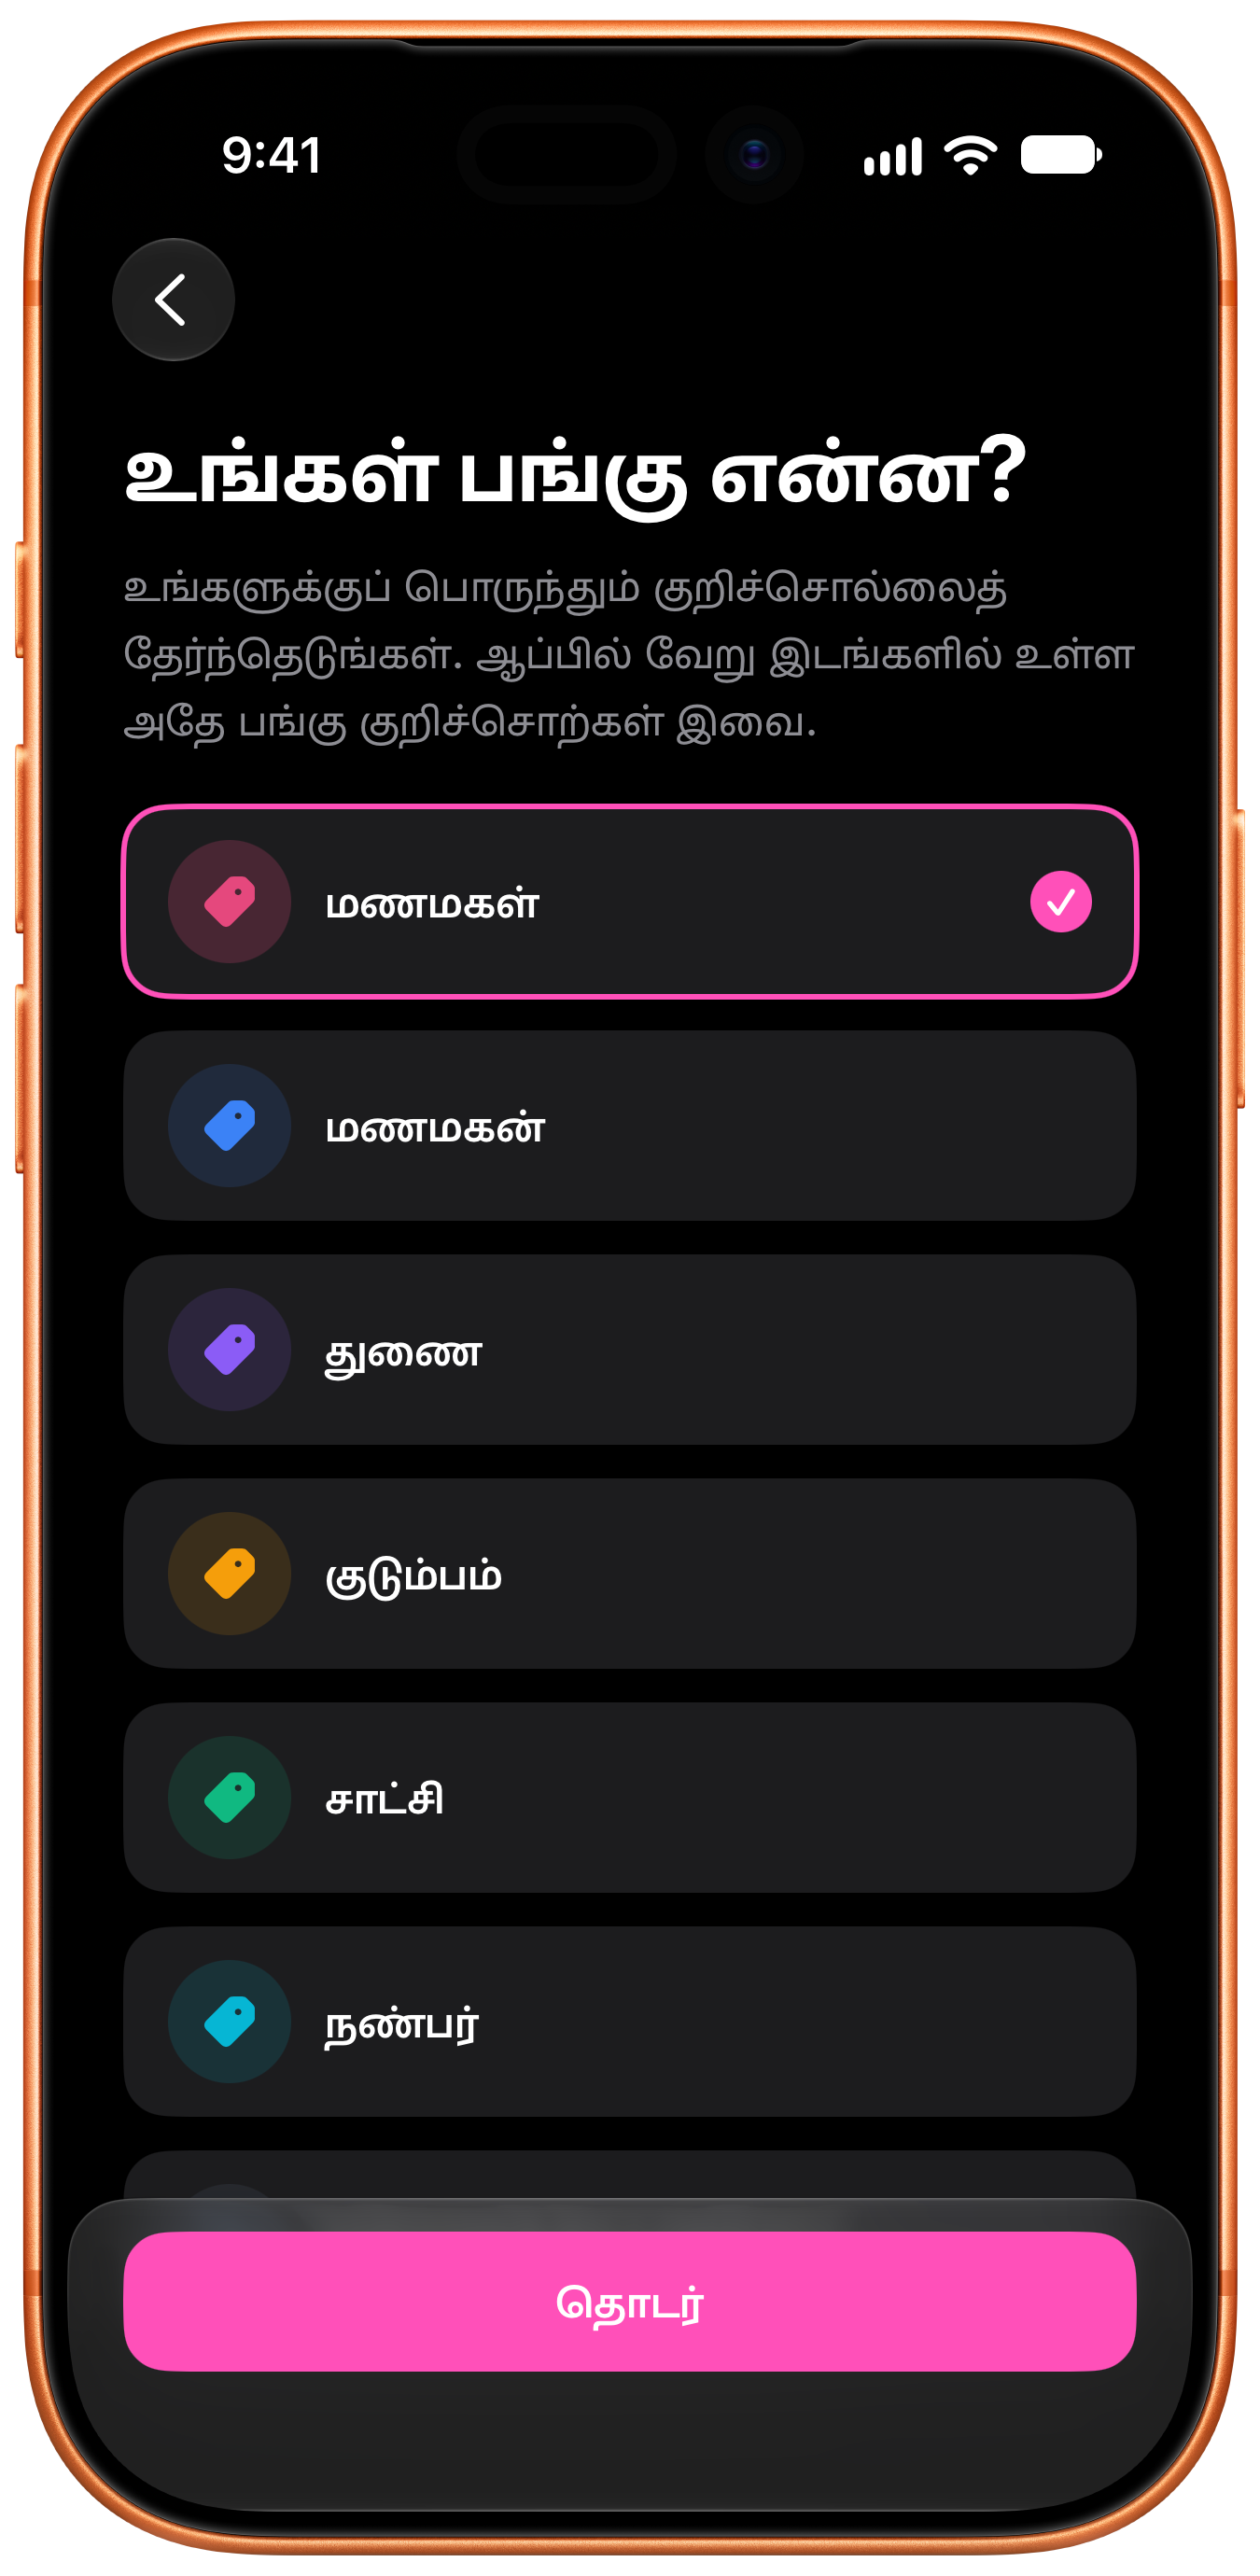 9:41
உங்கள் பங்கு என்ன?
உங்களுக்குப் பொருந்தும் குறிச்சொல்லைத்
தேர்ந்தெடுங்கள். ஆப்பில் வேறு இடங்களில் உள்ள
அதே பங்கு குறிச்சொற்கள் இவை.
மணமகள்
மணமகன்
துணை
குடும்பம்
சாட்சி
நண்பர்
தொடர்